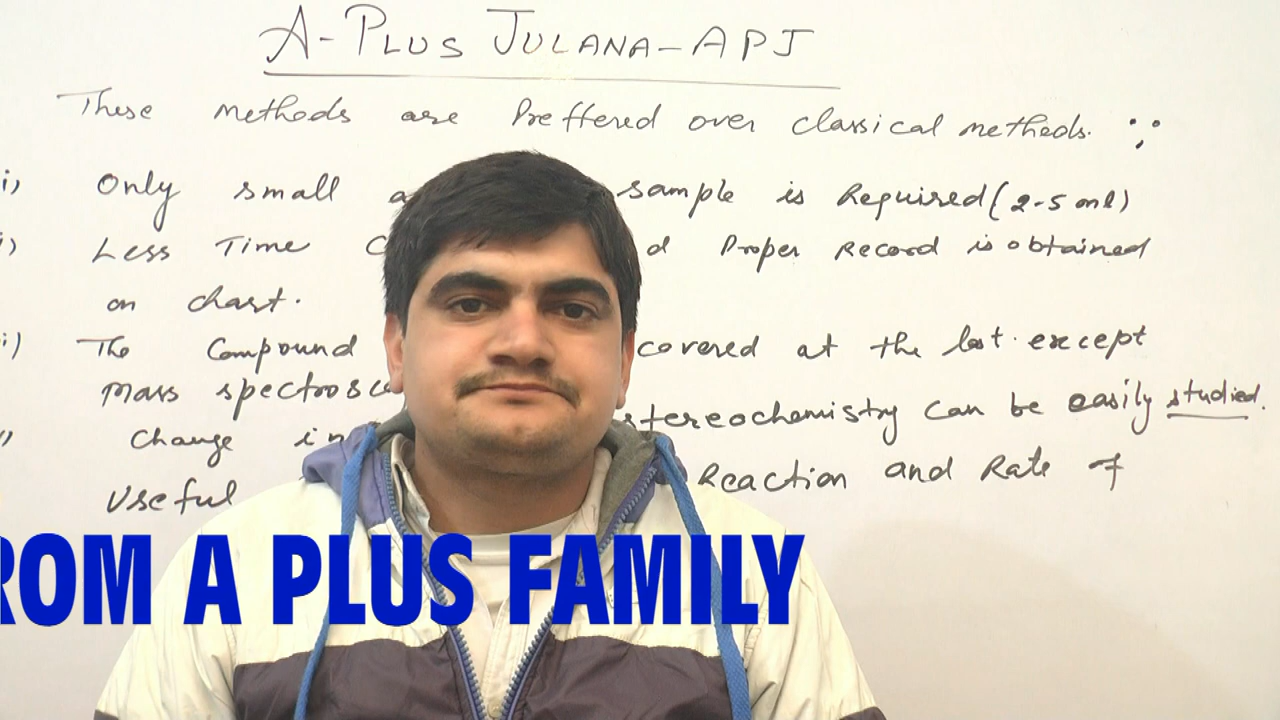 A-PLUS JULANA-APJ
These methods are Preffered over classical methods. :;
i) Only small sample is Required (2-5 ml)
i) Less Time Proper Record is obtained
on chart.
i) The Compound covered at the last except
Mass spectrosc
Change in stereochemistry can be easily studied.
Useful Reaction and Rate of
ROM A PLUS FAMILY